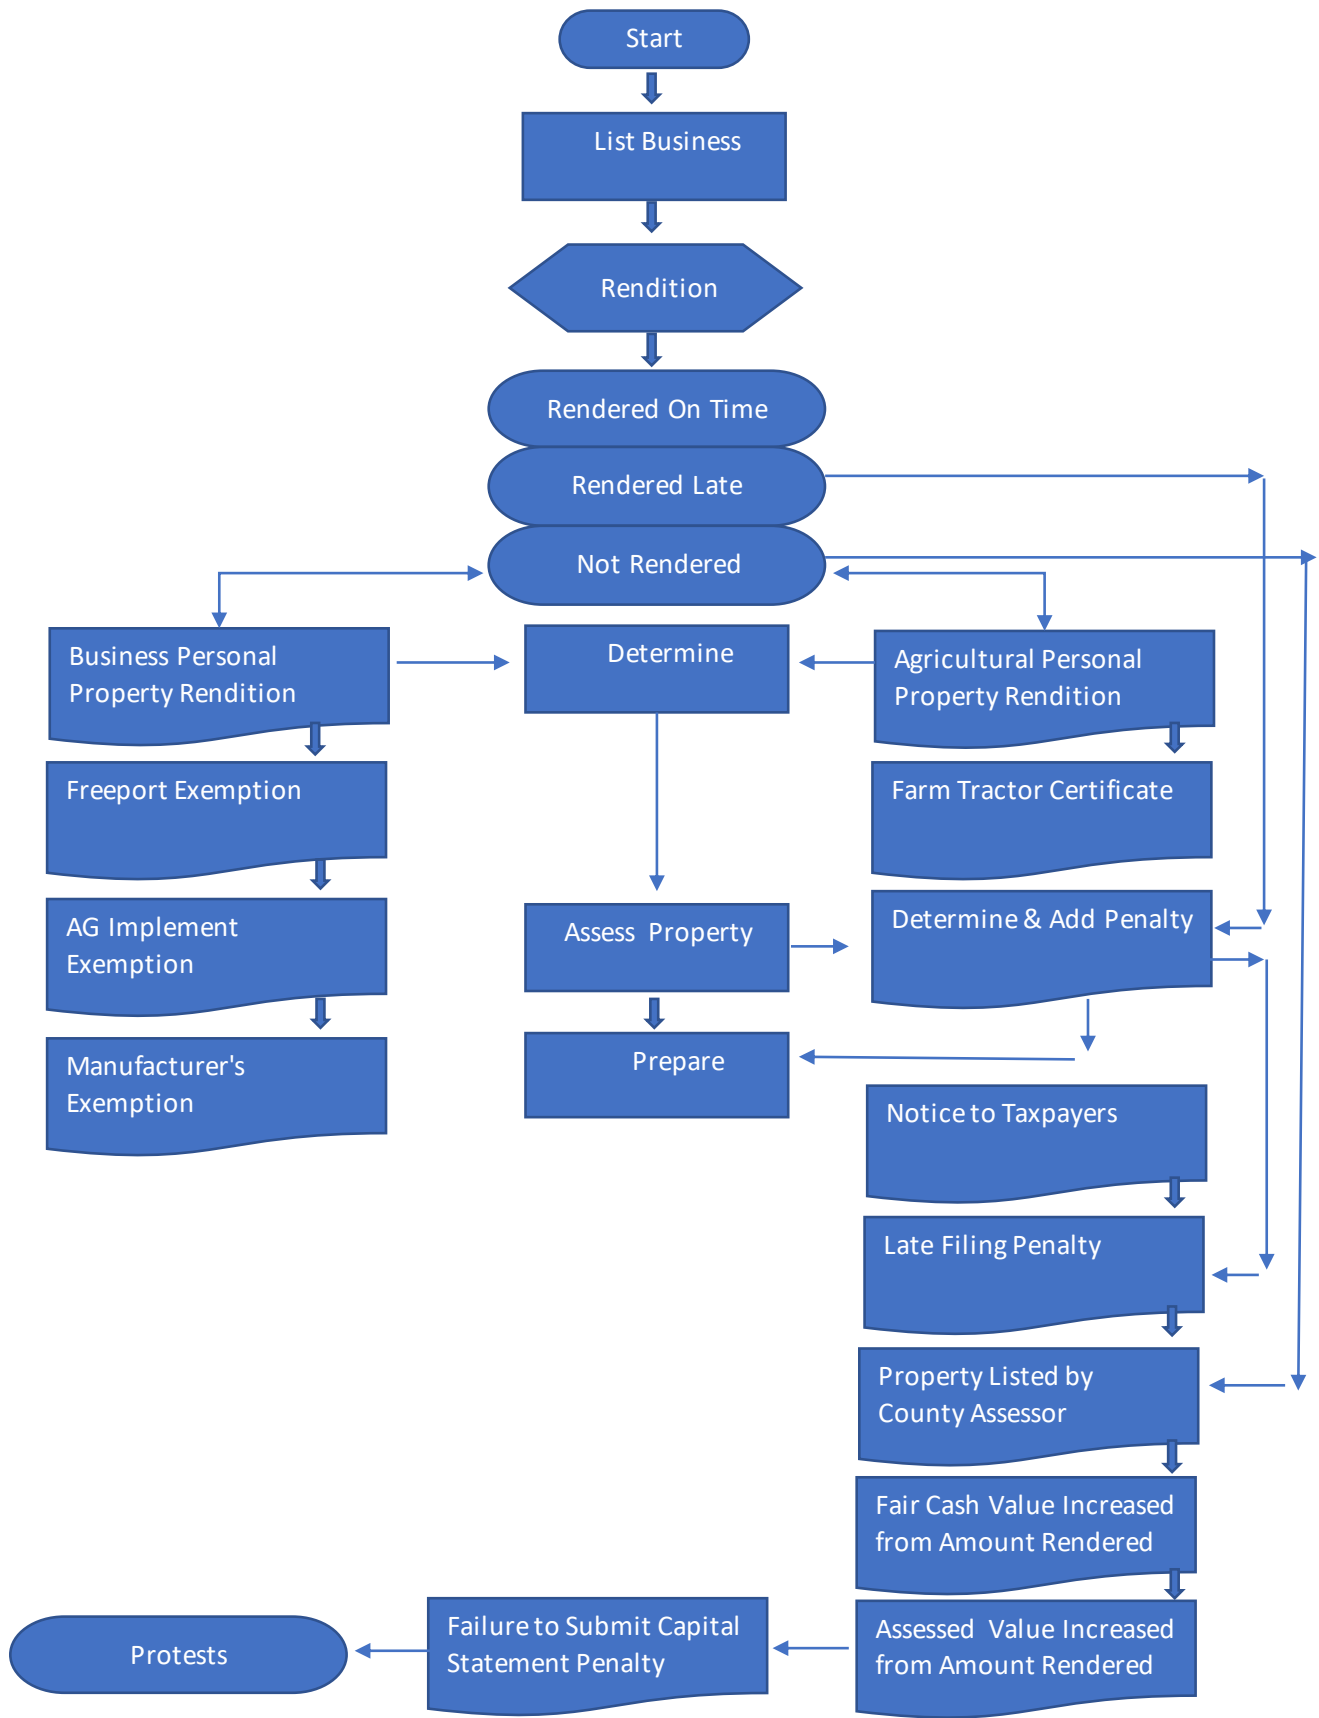 Start
List Business
Rendition
Rendered On Time
Rendered Late
Not Rendered
Business Personal
Property Rendition
Determine
Agricultural Personal
Property Rendition
Freeport Exemption
Farm Tractor Certificate
AG Implement
Exemption
Assess Property
Determine & Add Penalty
Manufacturer's
Exemption
Prepare
Notice to Taxpayers
Late Filing Penalty
Property Listed by
County Assessor
Fair Cash Value Increased
from Amount Rendered
Assessed Value Increased
from Amount Rendered
Failure to Submit Capital
Statement Penalty
Protests